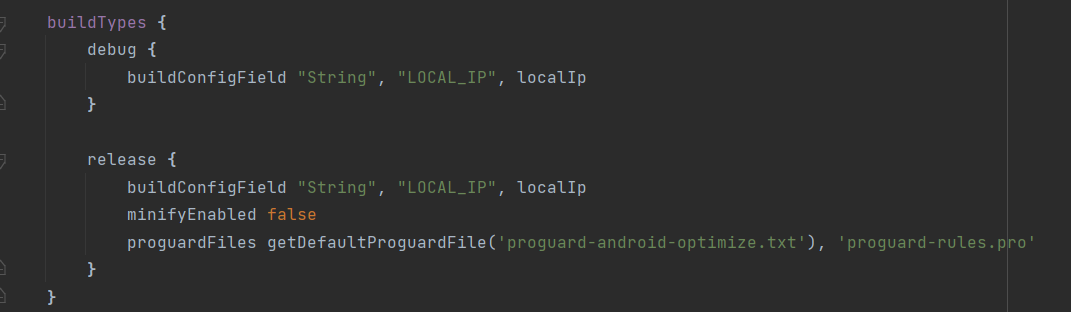 buildTypes {
    debug {
        buildConfigField "String", "LOCAL_IP", localIp
    }
    release {
        buildConfigField "String", "LOCAL_IP", localIp
        minifyEnabled false
        proguardFiles getDefaultProguardFile('proguard-android-optimize.txt'), 'proguard-rules.pro'
    }
}